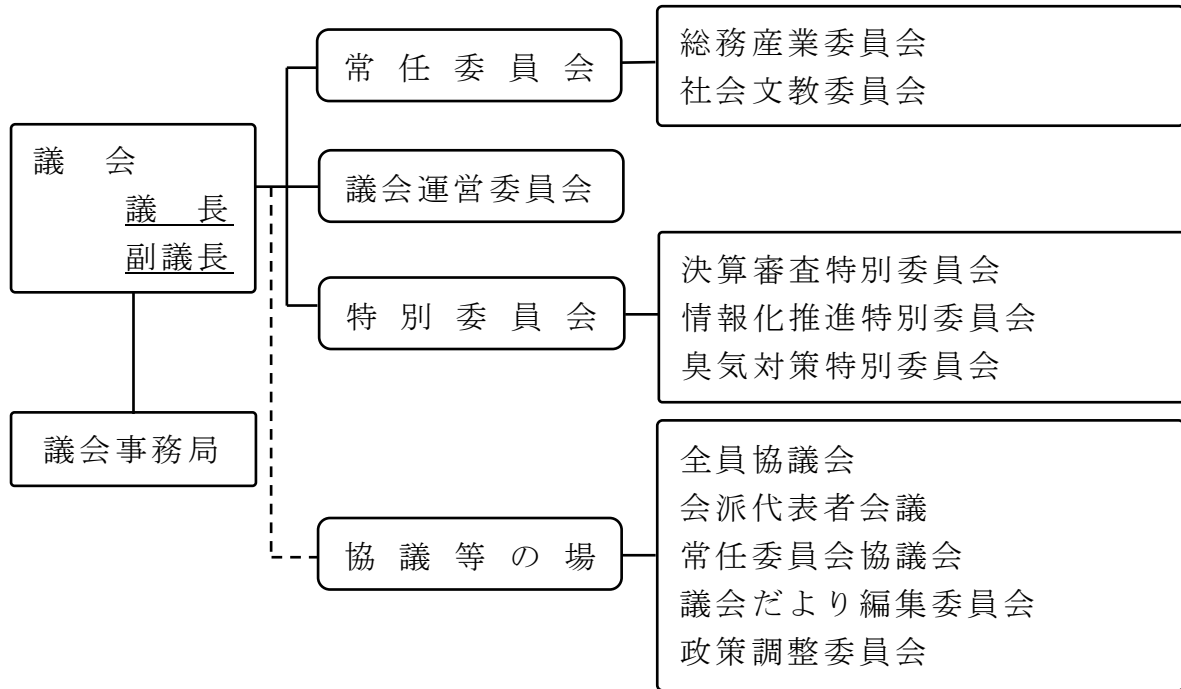 議　会
議　長
副議長
議会事務局
常任委員会
総務産業委員会
社会文教委員会
議会運営委員会
特別委員会
決算審査特別委員会
情報化推進特別委員会
臭気対策特別委員会
協議等の場
全員協議会
会派代表者会議
常任委員会協議会
議会だより編集委員会
政策調整委員会